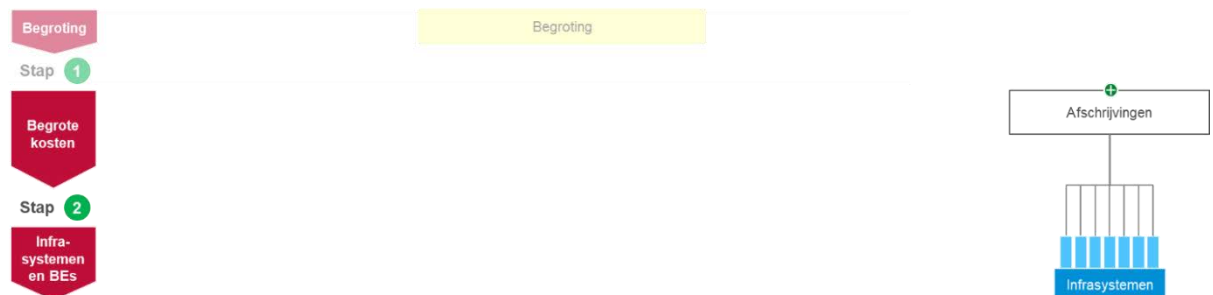 Begroting
Begroting
Stap 1
Afschrijvingen
Begrote
kosten
Stap 2
Infra-
systemen
en BEs
Infrasystemen